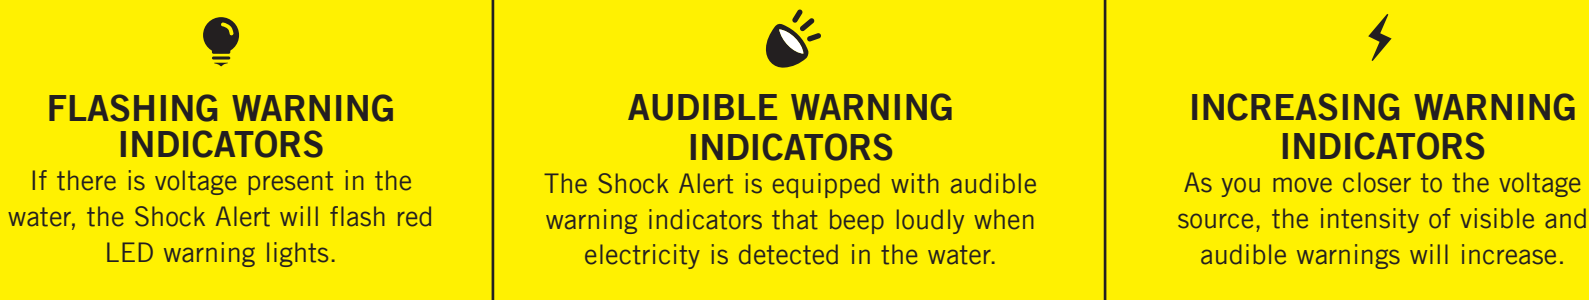 FLASHING WARNING
INDICATORS
If there is voltage present in the
water, the Shock Alert will flash red
LED warning lights.
AUDIBLE WARNING
INDICATORS
The Shock Alert is equipped with audible
warning indicators that beep loudly when
electricity is detected in the water.
INCREASING WARNING
INDICATORS
As you move closer to the voltage
source, the intensity of visible and
audible warnings will increase.